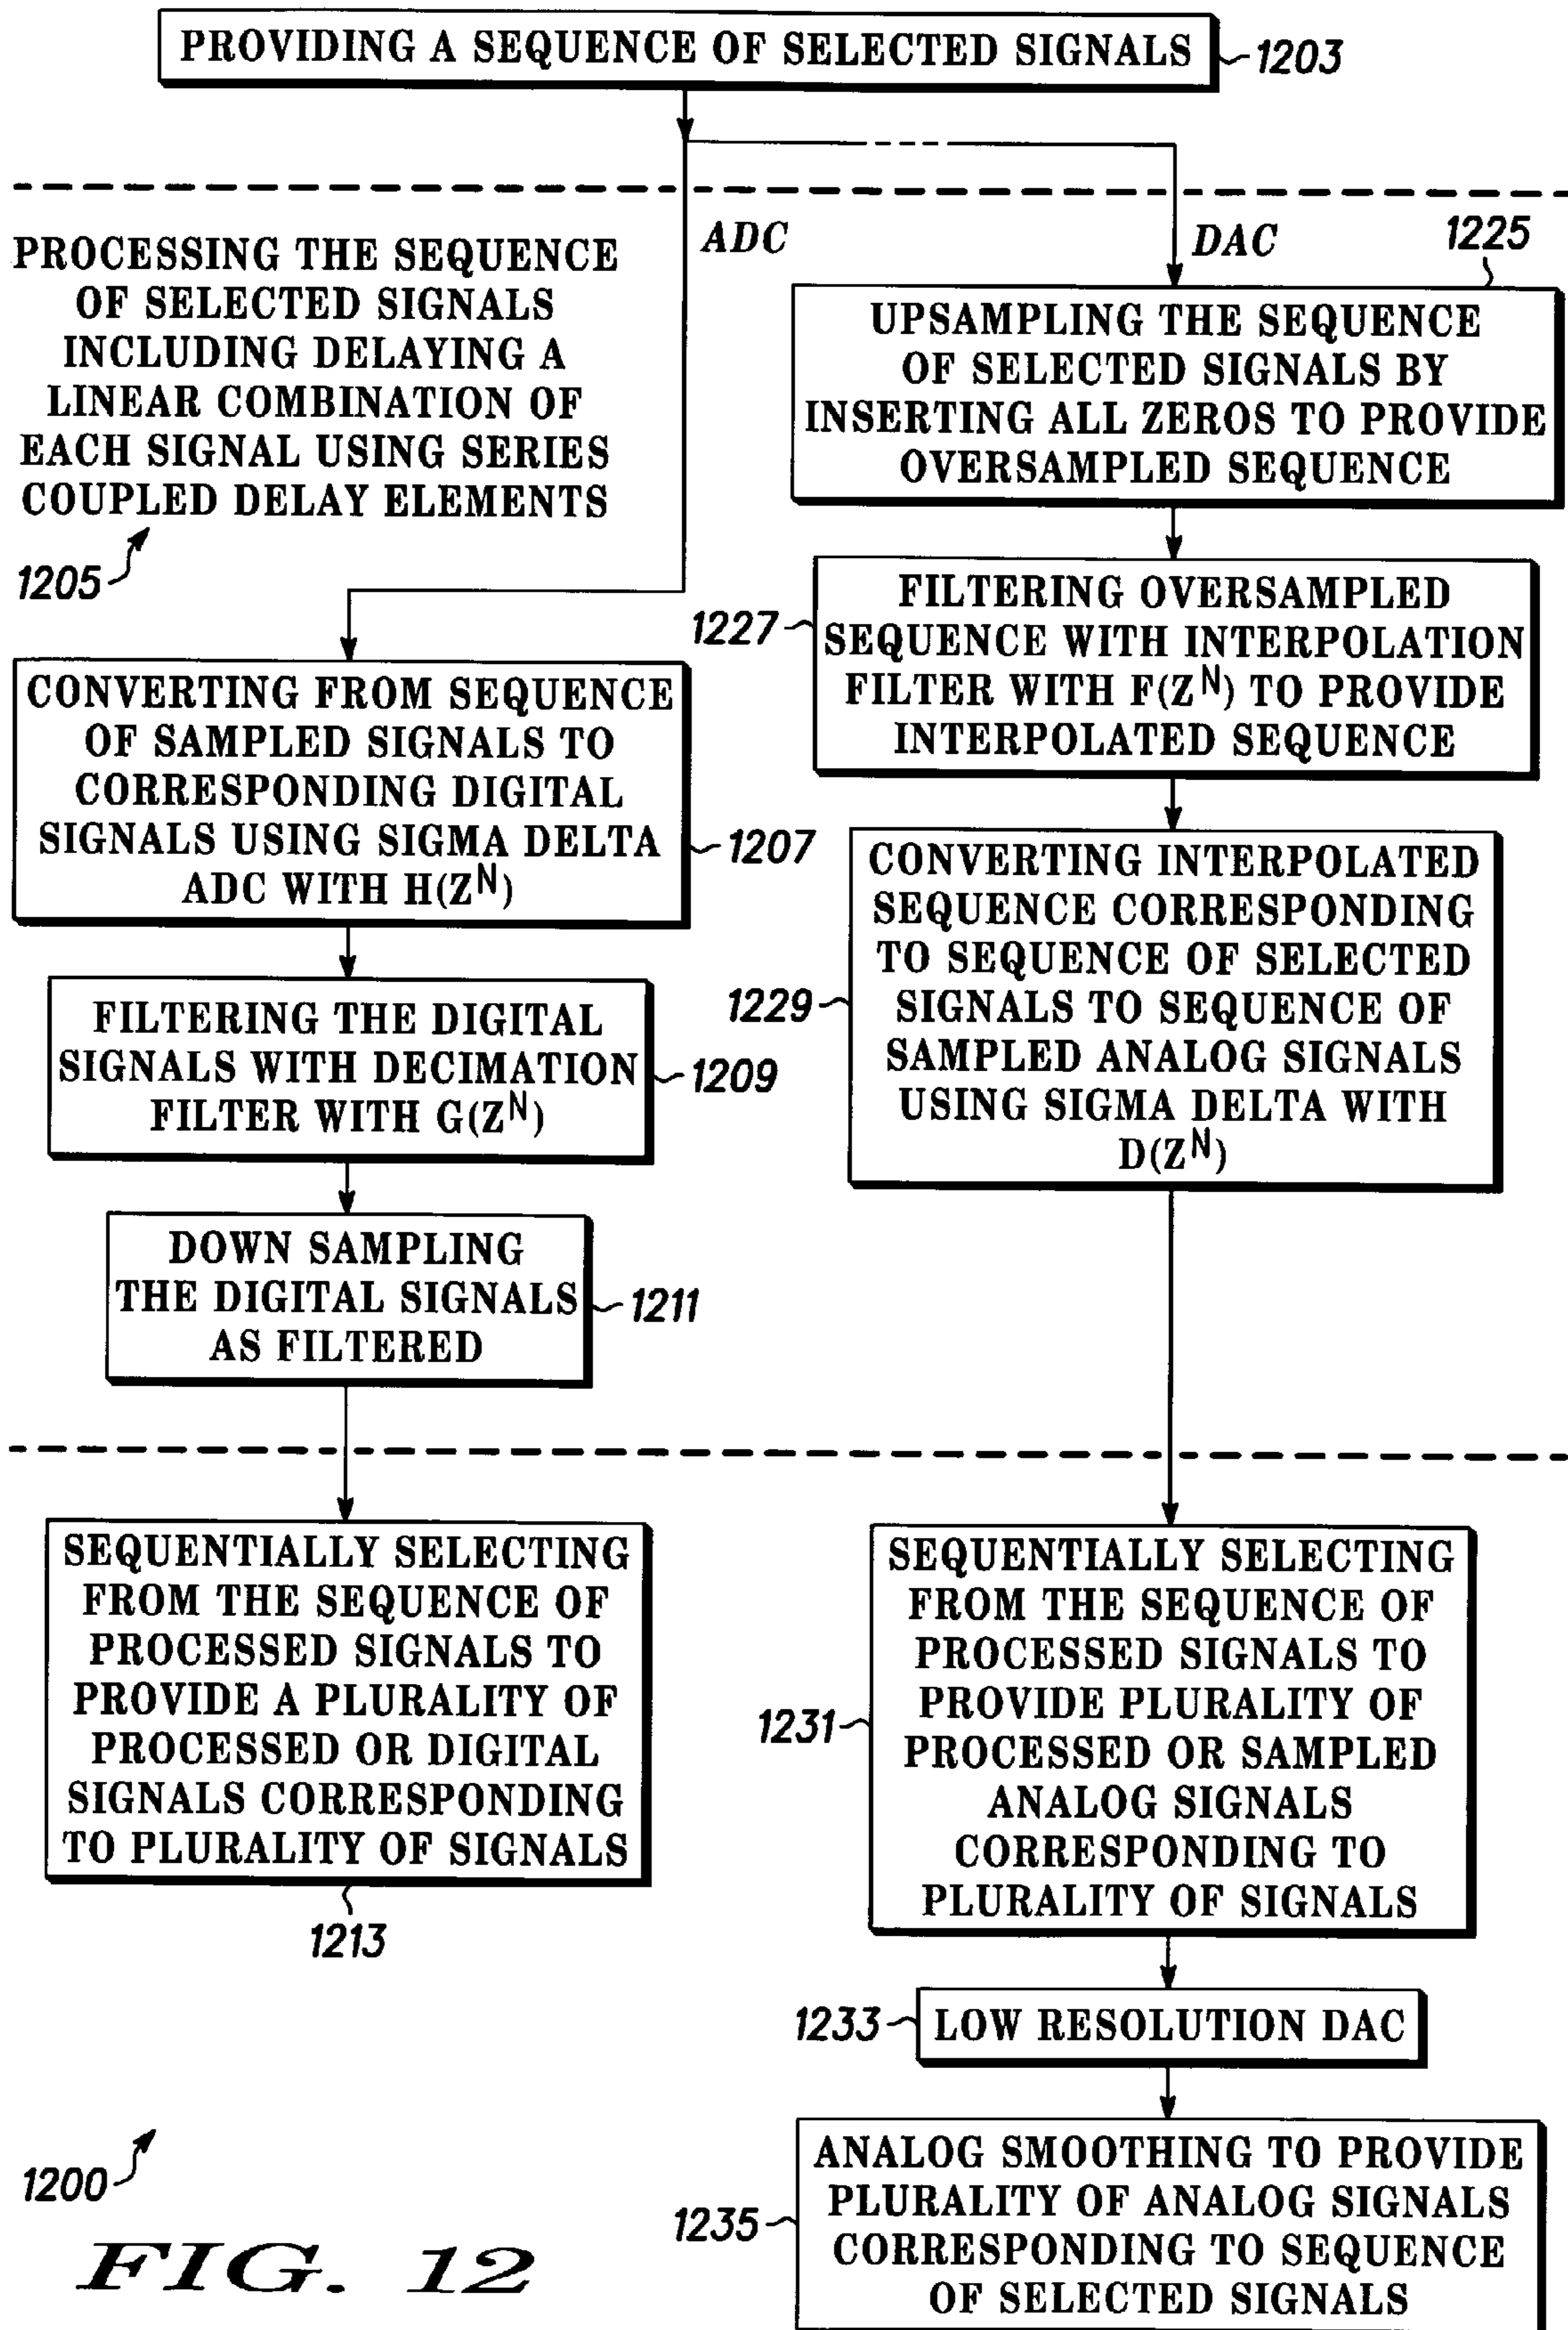 PROVIDING A SEQUENCE OF SELECTED SIGNALS
1203
ADC
DAC
PROCESSING THE SEQUENCE
OF SELECTED SIGNALS
INCLUDING DELAYING A
LINEAR COMBINATION OF
EACH SIGNAL USING SERIES
COUPLED DELAY ELEMENTS
1205
CONVERTING FROM SEQUENCE
OF SAMPLED SIGNALS TO
CORRESPONDING DIGITAL
SIGNALS USING SIGMA DELTA
ADC WITH H(Z^N)
1207
FILTERING THE DIGITAL
SIGNALS WITH DECIMATION
FILTER WITH G(Z^N)
1209
DOWN SAMPLING
THE DIGITAL SIGNALS
AS FILTERED
1211
SEQUENTIALLY SELECTING
FROM THE SEQUENCE OF
PROCESSED SIGNALS TO
PROVIDE A PLURALITY OF
PROCESSED OR DIGITAL
SIGNALS CORRESPONDING
TO PLURALITY OF SIGNALS
1213
1225
UPSAMPLING THE SEQUENCE
OF SELECTED SIGNALS BY
INSERTING ALL ZEROS TO PROVIDE
OVERSAMPLED SEQUENCE
1227
FILTERING OVERSAMPLED
SEQUENCE WITH INTERPOLATION
FILTER WITH F(Z^N) TO PROVIDE
INTERPOLATED SEQUENCE
1229
CONVERTING INTERPOLATED
SEQUENCE CORRESPONDING
TO SEQUENCE OF SELECTED
SIGNALS TO SEQUENCE OF
SAMPLED ANALOG SIGNALS
USING SIGMA DELTA WITH
D(Z^N)
1231
SEQUENTIALLY SELECTING
FROM THE SEQUENCE OF
PROCESSED SIGNALS TO
PROVIDE PLURALITY OF
PROCESSED OR SAMPLED
ANALOG SIGNALS
CORRESPONDING TO
PLURALITY OF SIGNALS
1233
LOW RESOLUTION DAC
1235
ANALOG SMOOTHING TO PROVIDE
PLURALITY OF ANALOG SIGNALS
CORRESPONDING TO SEQUENCE
OF SELECTED SIGNALS
1200
FIG. 12